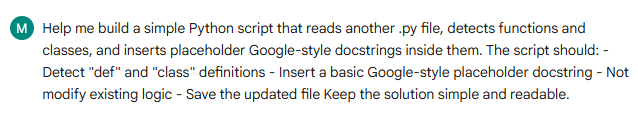 M
Help me build a simple Python script that reads another .py file, detects functions and
classes, and inserts placeholder Google-style docstrings inside them. The script should: -
Detect "def" and "class" definitions - Insert a basic Google-style placeholder docstring - Not
modify existing logic - Save the updated file Keep the solution simple and readable.